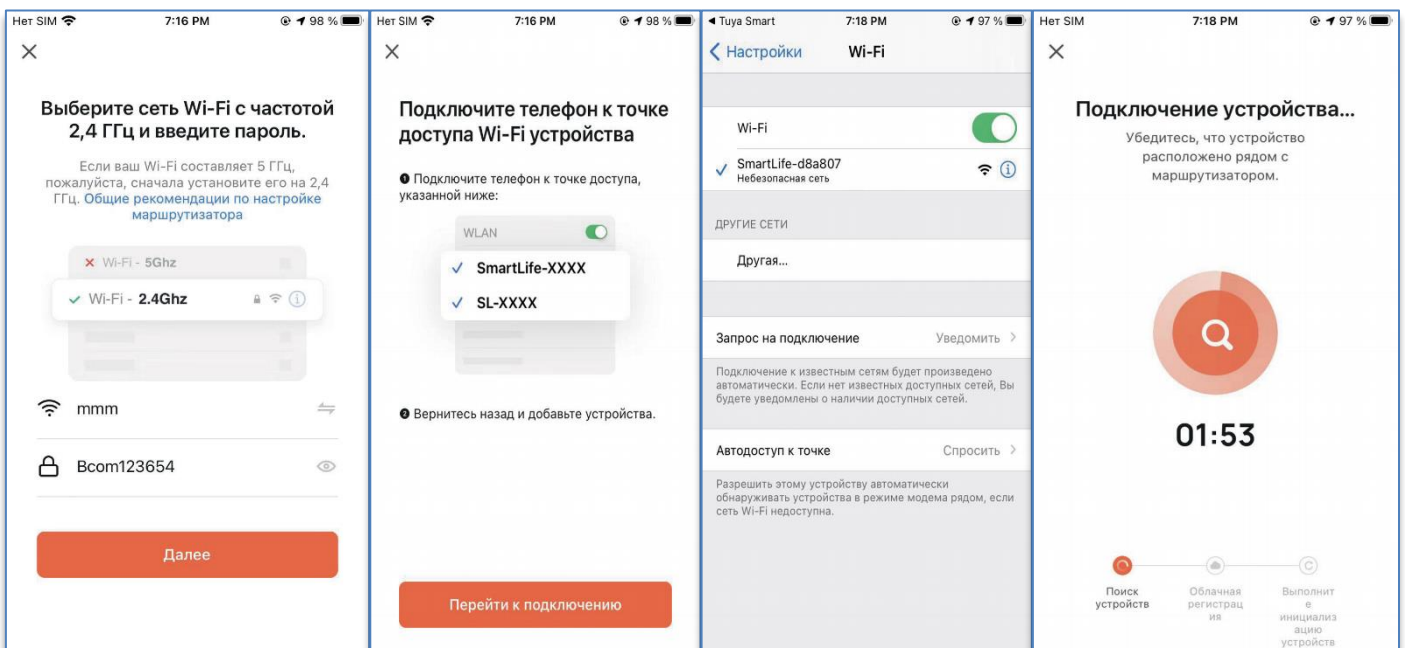 Нет SIM 7:16 PM 98 %
Выберите сеть Wi-Fi с частотой
2,4 ГГц и введите пароль.
Если ваш Wi-Fi составляет 5 ГГц,
пожалуйста, сначала установите его на 2,4
ГГц. Общие рекомендации по настройке
маршрутизатора
Wi-Fi - 5Ghz
Wi-Fi - 2.4Ghz
mmm
Bcom123654
Далее
Нет SIM 7:16 PM 98 %
Подключите телефон к точке
доступа Wi-Fi устройства
❶ Подключите телефон к точке доступа,
указанной ниже:
WLAN
SmartLife-XXXX
SL-XXXX
❷ Вернитесь назад и добавьте устройства.
Перейти к подключению
Tuya Smart 7:18 PM 97 %
Настройки Wi-Fi
Wi-Fi
SmartLife-d8a807
Небезопасная сеть
ДРУГИЕ СЕТИ
Другая...
Запрос на подключение Уведомить
Подключение к известным сетям будет произведено
автоматически. Если нет известных доступных сетей, Вы
будете уведомлены о наличии доступных сетей.
Автодоступ к точке Спросить
Разрешить этому устройству автоматически
обнаруживать устройства в режиме модема рядом, если
сеть Wi-Fi недоступна.
Нет SIM 7:18 PM 97 %
Подключение устройства...
Убедитесь, что устройство
расположено рядом с
маршрутизатором.
01:53
Поиск
устройств
Облачная
регистрац
ия
Выполнит
е
инициализ
ацию
устройств